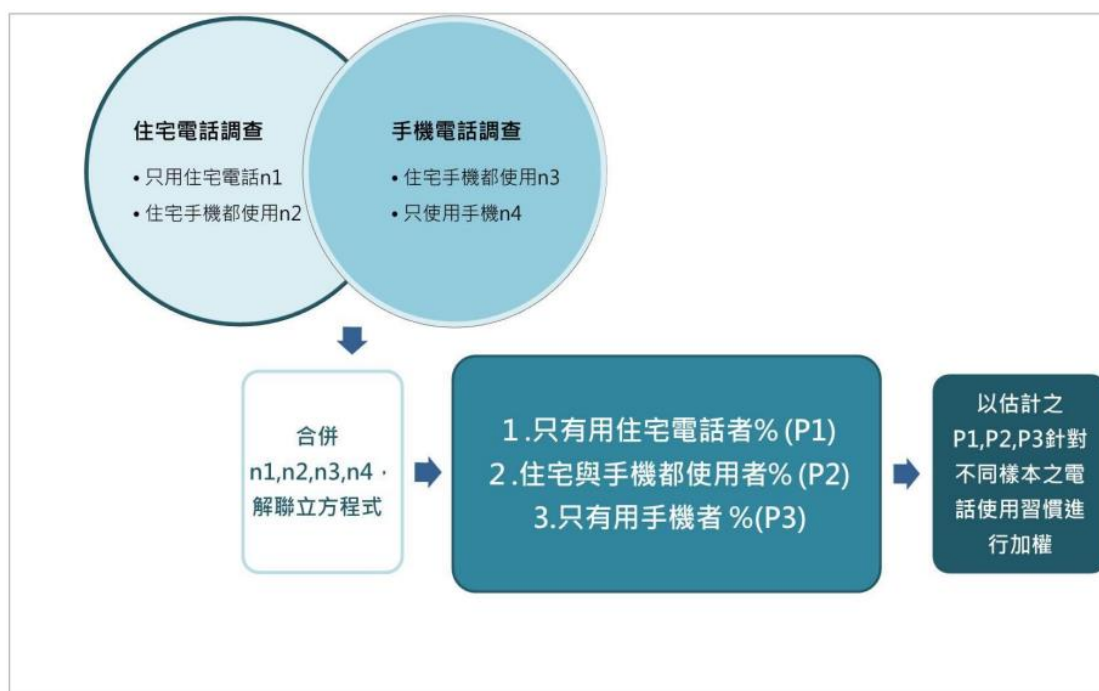 住宅電話調查
• 只用住宅電話n1
• 住宅手機都使用n2
手機電話調查
• 住宅手機都使用n3
• 只使用手機n4
合併
n1,n2,n3,n4，
解聯立方程式
1.只有用住宅電話者% (P1)
2.住宅與手機都使用者% (P2)
3.只有用手機者 %(P3)
以估計之
P1,P2,P3針對
不同樣本之電
話使用習慣進
行加權